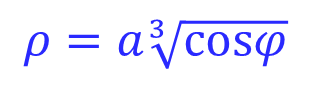 ρ = a∛cosφ